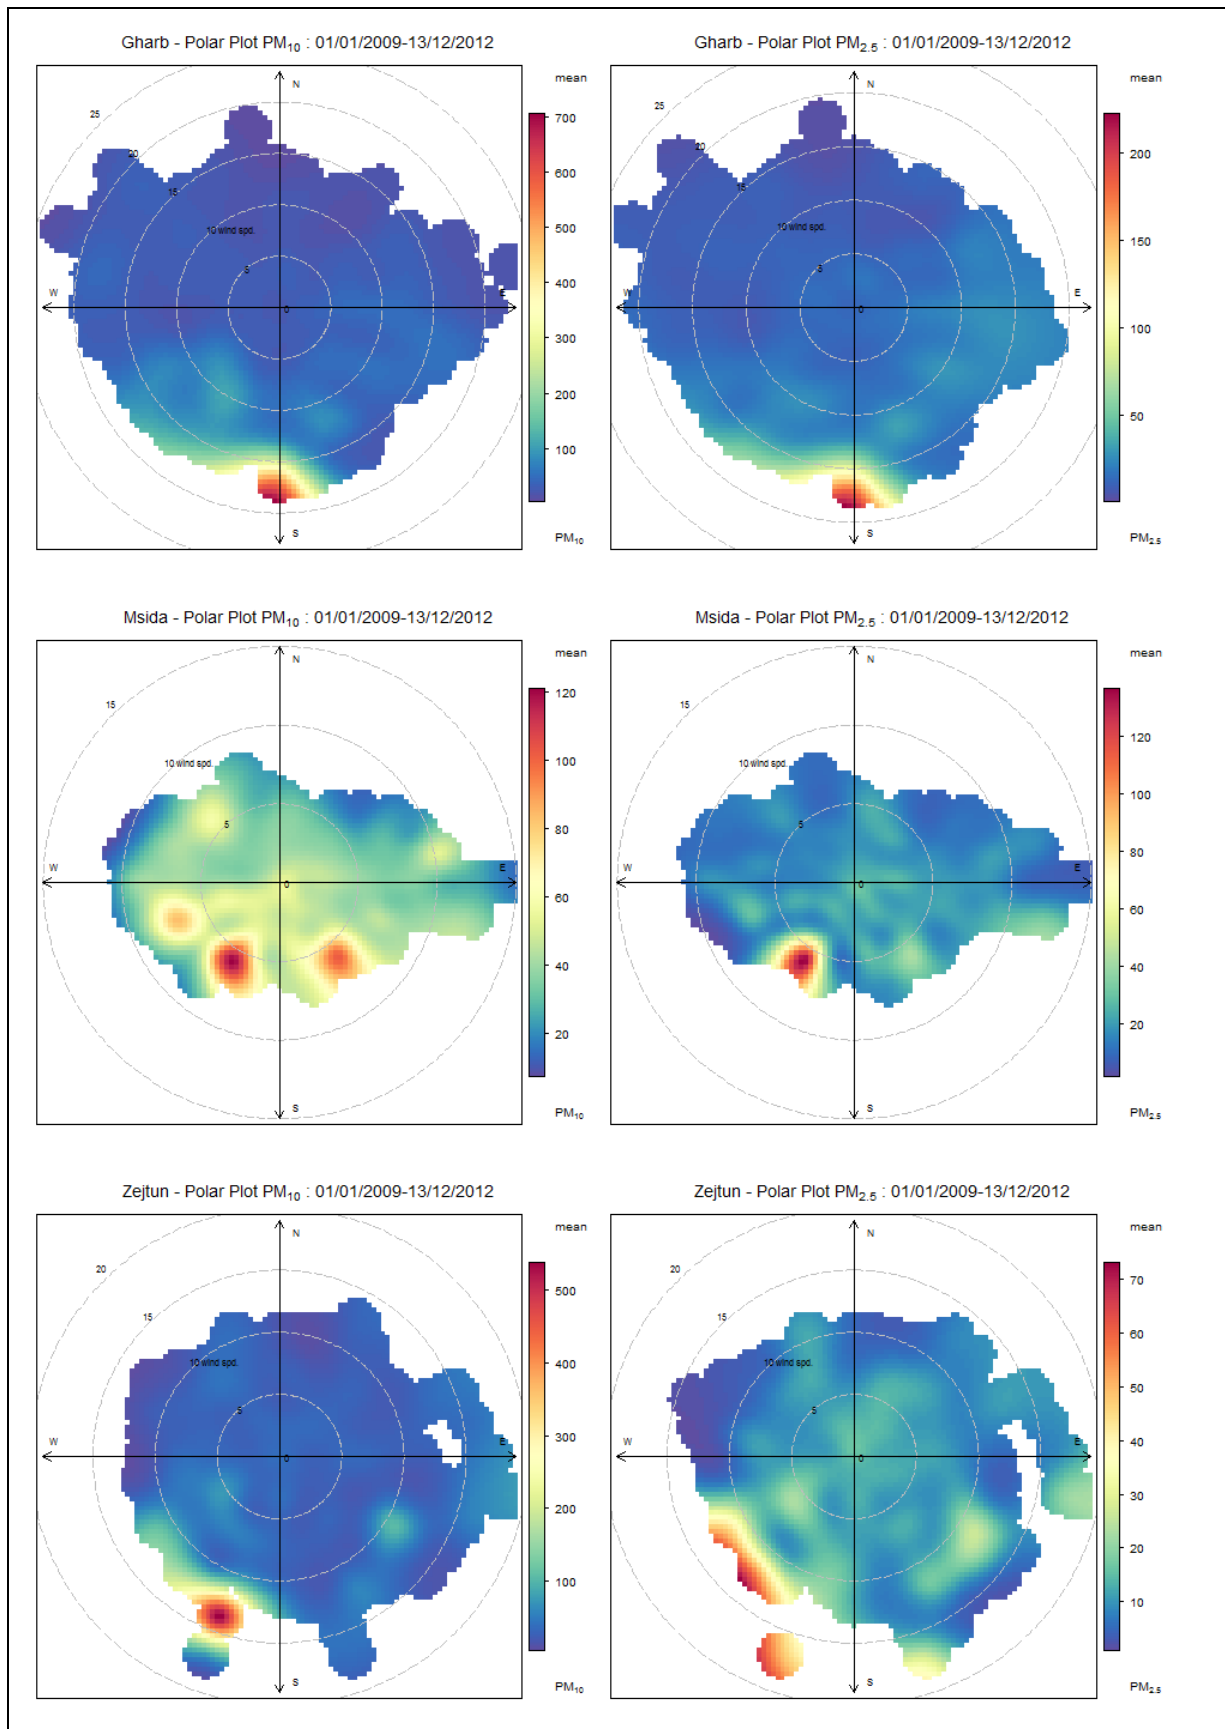 Gharb - Polar Plot PM10 : 01/01/2009-13/12/2012
mean
25
20
15
10 wind spd.
5
0
N
W
E
S
700
600
500
400
300
200
100
PM10
Gharb - Polar Plot PM2.5 : 01/01/2009-13/12/2012
mean
25
20
15
10 wind spd.
5
0
N
W
E
S
200
150
100
50
PM2.5
Msida - Polar Plot PM10 : 01/01/2009-13/12/2012
mean
15
10 wind spd.
5
0
N
W
E
S
120
100
80
60
40
20
PM10
Msida - Polar Plot PM2.5 : 01/01/2009-13/12/2012
mean
15
10 wind spd.
5
0
N
W
E
S
120
100
80
60
40
20
PM2.5
Zejtun - Polar Plot PM10 : 01/01/2009-13/12/2012
mean
20
15
10 wind spd.
5
0
N
W
E
S
500
400
300
200
100
PM10
Zejtun - Polar Plot PM2.5 : 01/01/2009-13/12/2012
mean
20
15
10 wind spd.
5
0
N
W
E
S
70
60
50
40
30
20
10
PM2.5